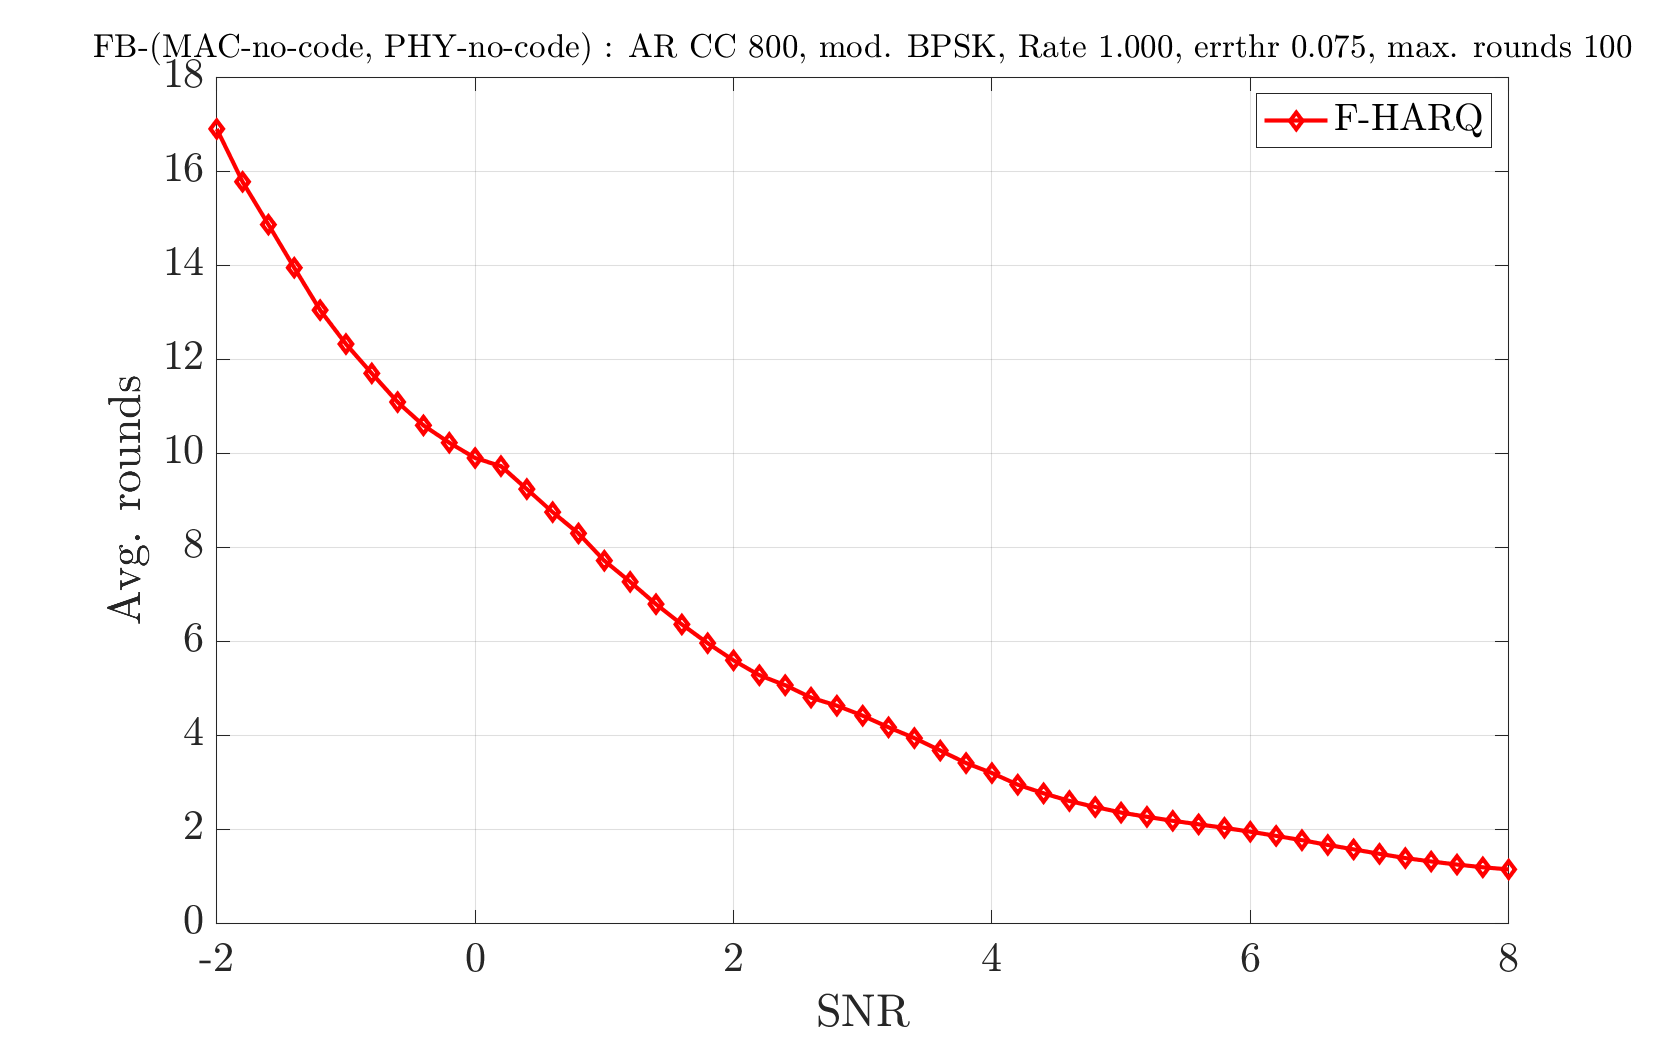 FB-(MAC-no-code, PHY-no-code) : AR CC 800, mod. BPSK, Rate 1.000, errthr 0.075, max. rounds 100
F-HARQ
18
16
14
12
10
8
6
4
2
0
Avg. rounds
-2 0 2 4 6 8
SNR